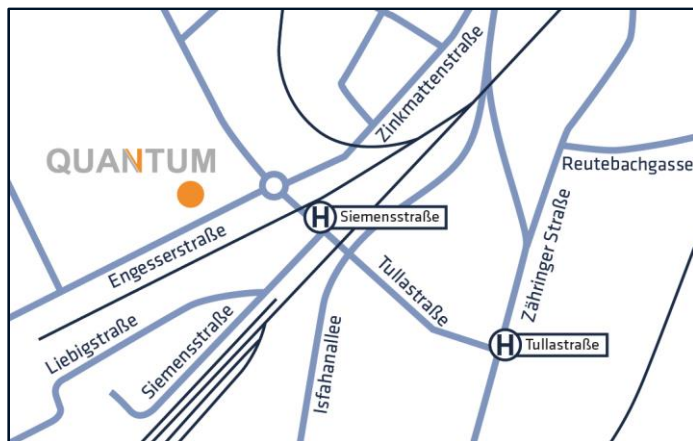 Zinkmattenstraße
QUANTUM
Reutebachgasse
H Siemensstraße
Engesserstraße
Tullastraße
Zähringer Straße
Liebigstraße
Siemensstraße
Isfahanallee
H Tullastraße